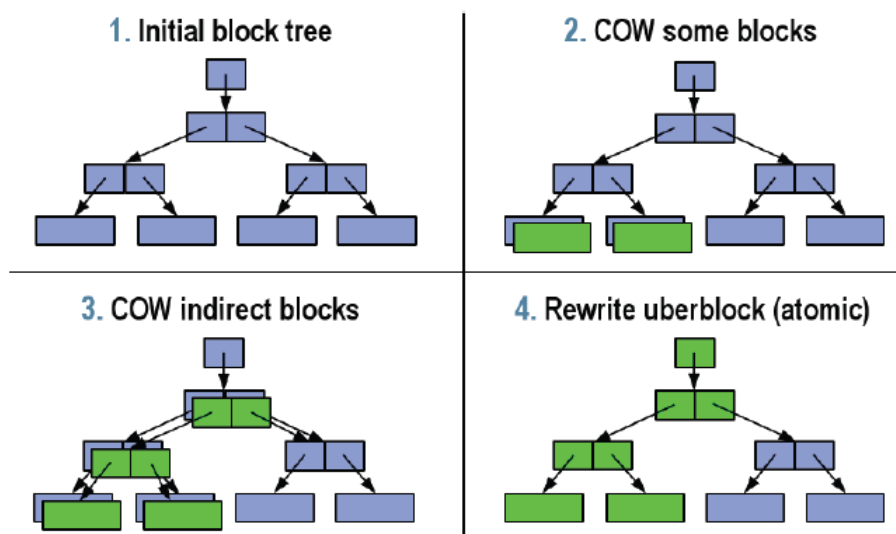 1. Initial block tree
2. COW some blocks
3. COW indirect blocks
4. Rewrite uberblock (atomic)